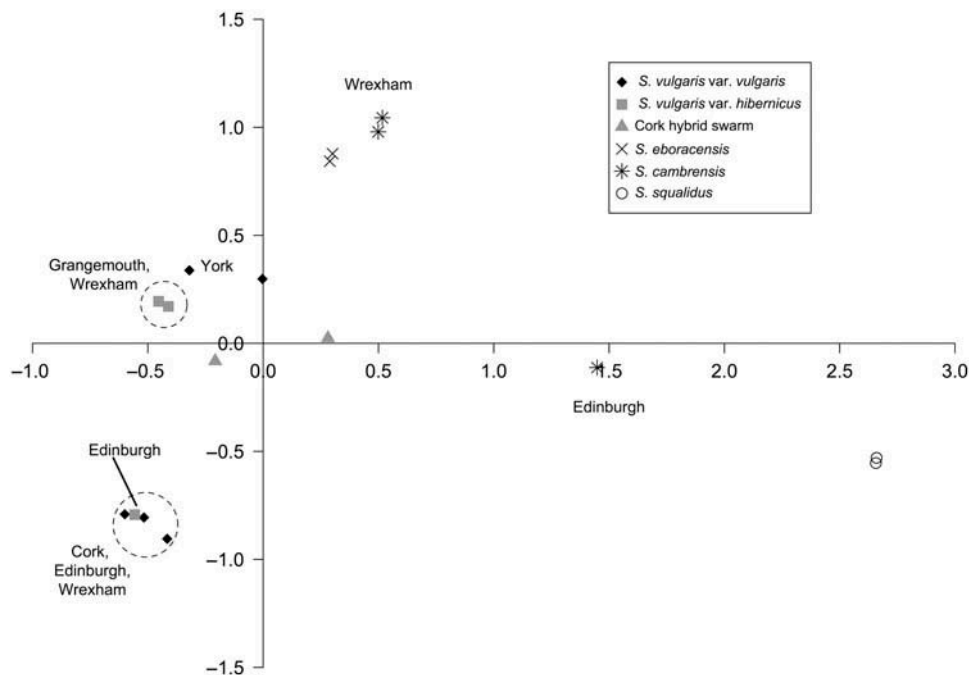 1.5
Wrexham
S. vulgaris var. vulgaris
S. vulgaris var. hibernicus
Cork hybrid swarm
S. eboracensis
S. cambrensis
S. squalidus
1.0
0.5
Grangemouth,
Wrexham
York
0.0
–1.0
–0.5
0.0
0.5
1.0
1.5
2.0
2.5
3.0
Edinburgh
–0.5
Edinburgh
Cork,
Edinburgh,
Wrexham
–1.0
–1.5